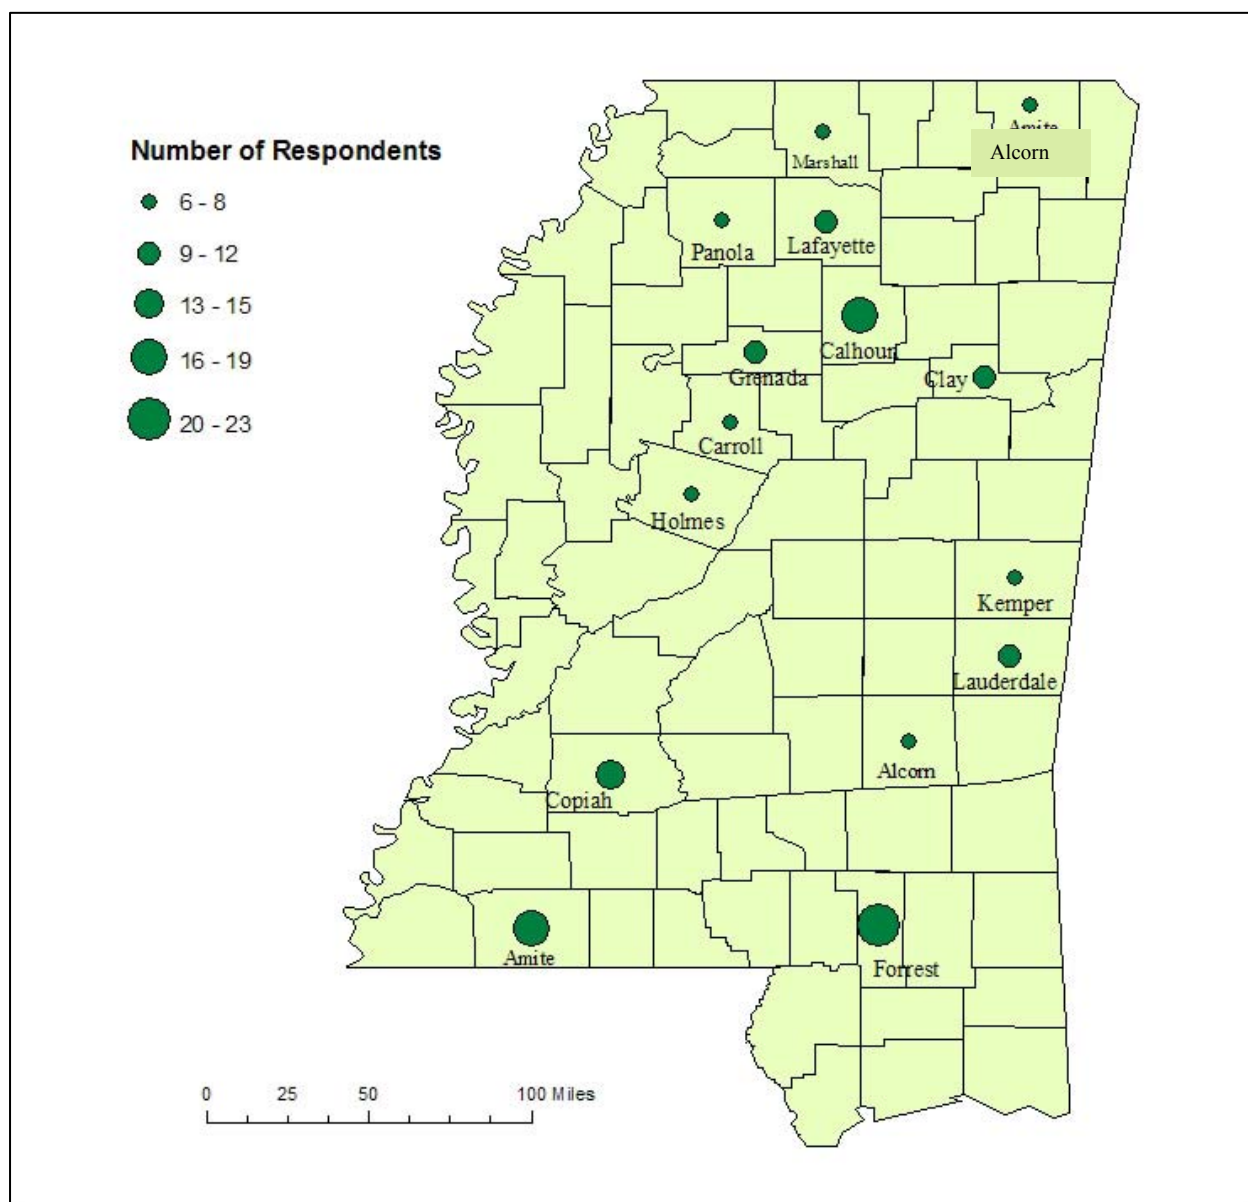 Number of Respondents
6 - 8
9 - 12
13 - 15
16 - 19
20 - 23
Amite
Alcorn
Marshall
Panola
Lafayette
Calhoun
Grenada
Clay
Carroll
Holmes
Kemper
Lauderdale
Alcorn
Copiah
Amite
Forrest
0 25 50 100 Miles